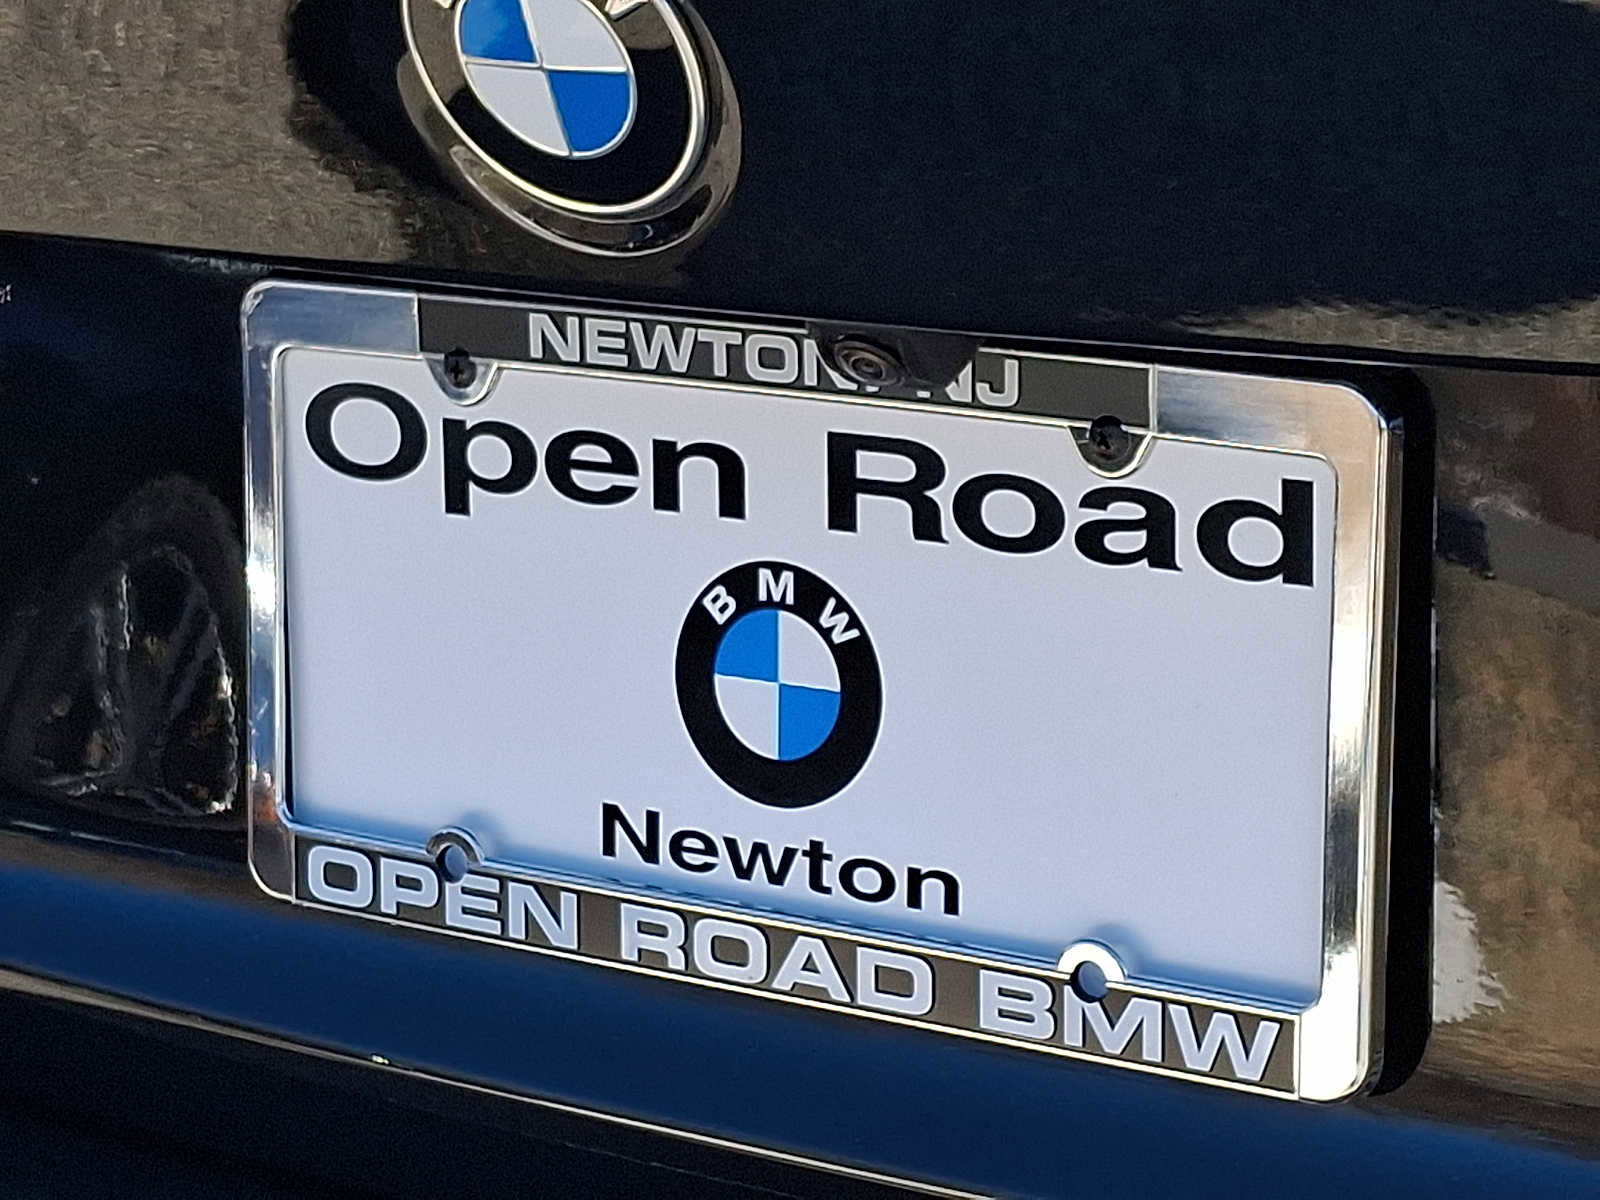 NEWTON, NJ
Open Road
BMW
Newton
OPEN ROAD BMW